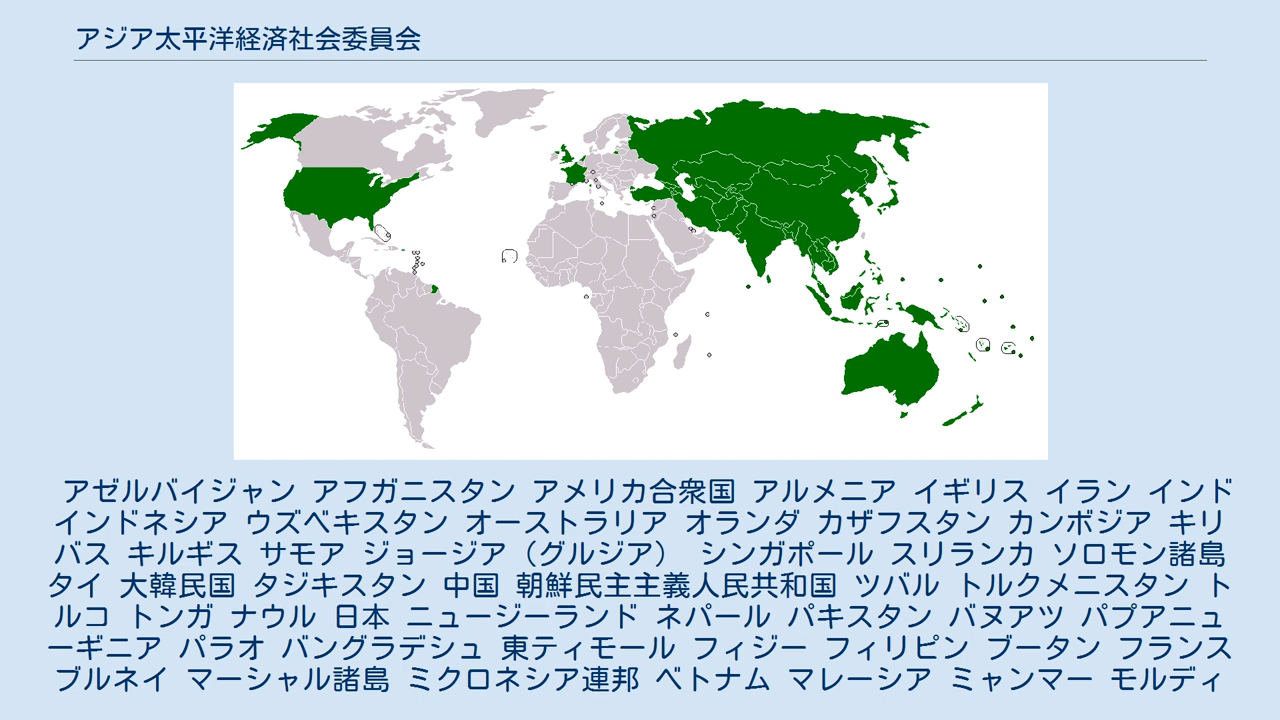 アジア太平洋経済社会委員会
アゼルバイジャン アフガニスタン アメリカ合衆国 アルメニア イギリス イラン インド
インドネシア ウズベキスタン オーストラリア オランダ カザフスタン カンボジア キリ
バス キルギス サモア ジョージア（グルジア） シンガポール スリランカ ソロモン諸島
タイ 大韓民国 タジキスタン 中国 朝鮮民主主義人民共和国 ツバル トルクメニスタン ト
ルコ トンガ ナウル 日本 ニュージーランド ネパール パキスタン バヌアツ パプアニュ
ーギニア パラオ バングラデシュ 東ティモール フィジー フィリピン ブータン フランス
ブルネイ マーシャル諸島 ミクロネシア連邦 ベトナム マレーシア ミャンマー モルディ